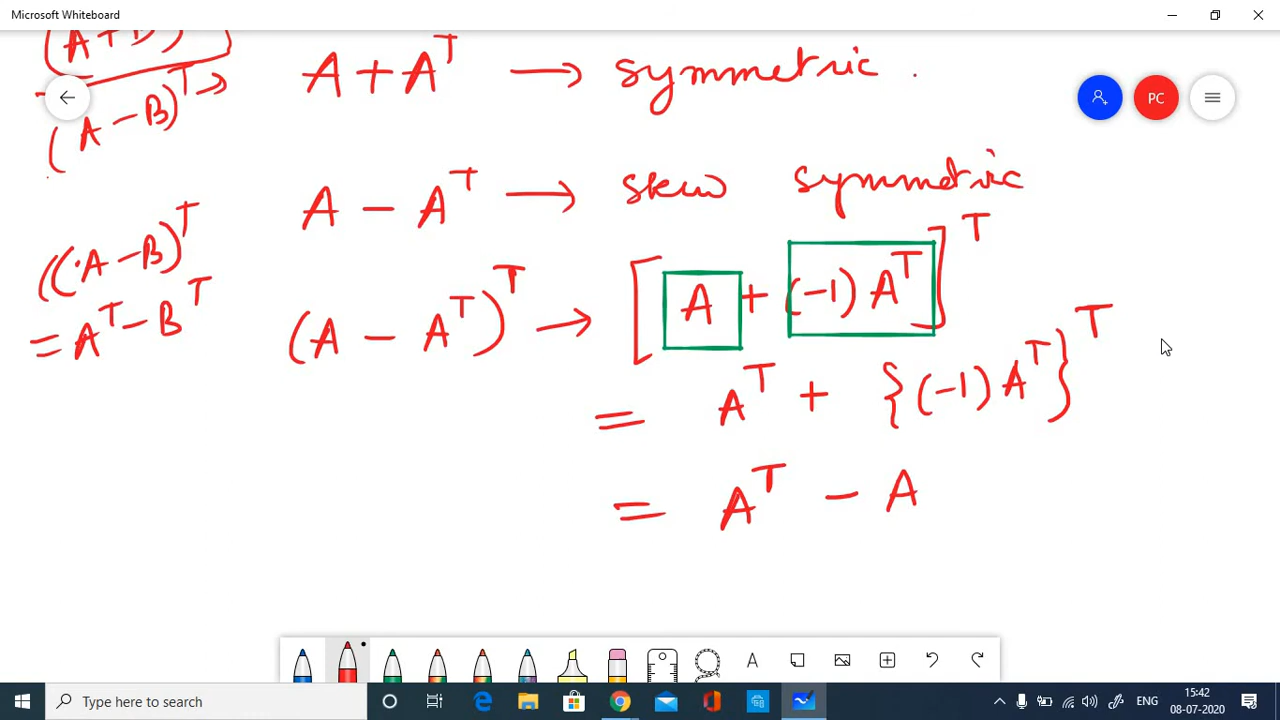 Microsoft Whiteboard
(A+B)
A + A^T → symmetric .
PC
(A – B)^T →
A – A^T → skew symmetric
((A–B)^T
= A^T – B^T
(A – A^T)^T → [A + (–1) A^T]^T
= A^T + {(–1) A^T}^T
= A^T – A
A
Type here to search
ENG
15:42
08-07-2020